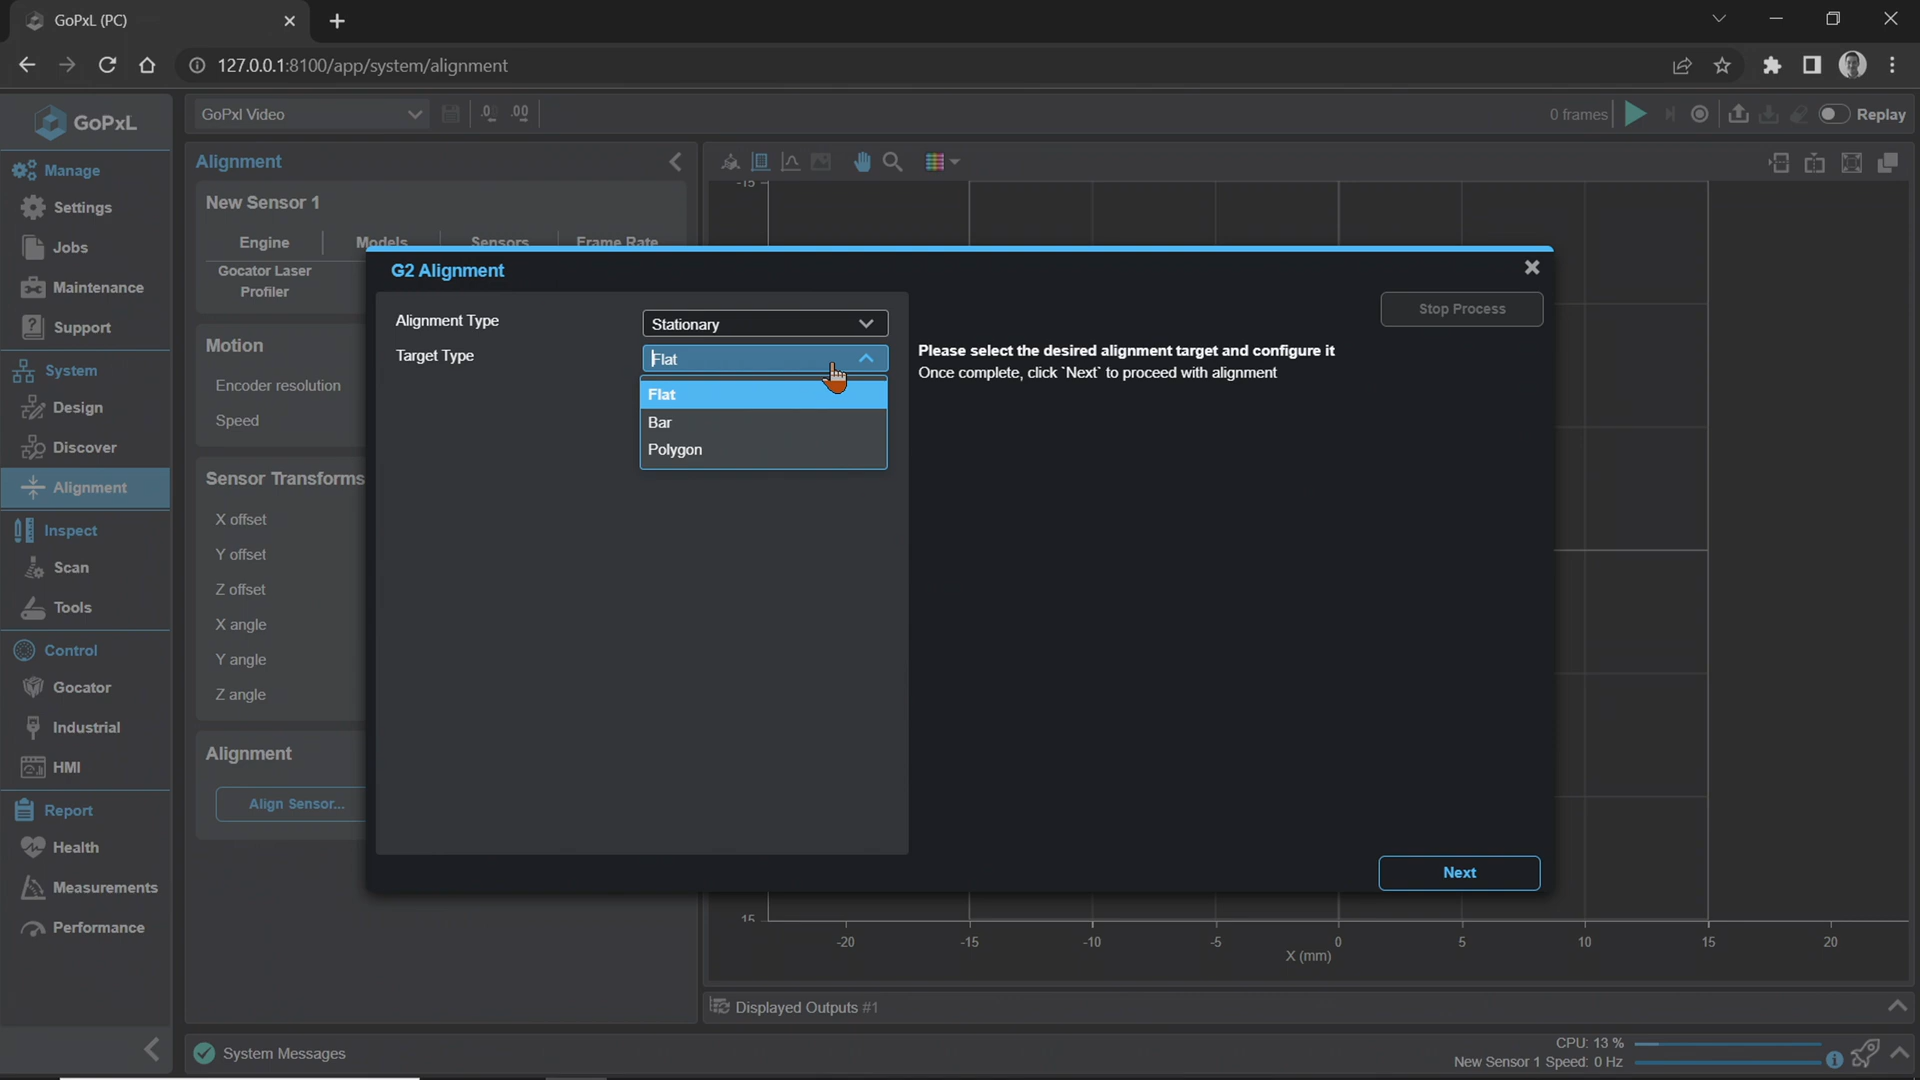 GoPxL (PC)
127.0.0.1:8100/app/system/alignment
GoPxL
GoPxl Video
0 frames
Replay
Manage
Settings
Jobs
Maintenance
Support
System
Design
Discover
Alignment
Inspect
Scan
Tools
Control
Gocator
Industrial
HMI
Report
Health
Measurements
Performance
Alignment
New Sensor 1
Engine Models Sensors Frame Rate
Gocator Laser
Profiler
Motion
Encoder resolution
Speed
Sensor Transforms
X offset
Y offset
Z offset
X angle
Y angle
Z angle
Alignment
Align Sensor...
G2 Alignment
Stop Process
Alignment Type
Stationary
Target Type
Flat
Flat
Bar
Polygon
Please select the desired alignment target and configure it
Once complete, click `Next` to proceed with alignment
Next
-15
15
-20 -15 -10 -5 0 5 10 15 20
X (mm)
Displayed Outputs #1
System Messages
CPU: 13 %
New Sensor 1 Speed: 0 Hz